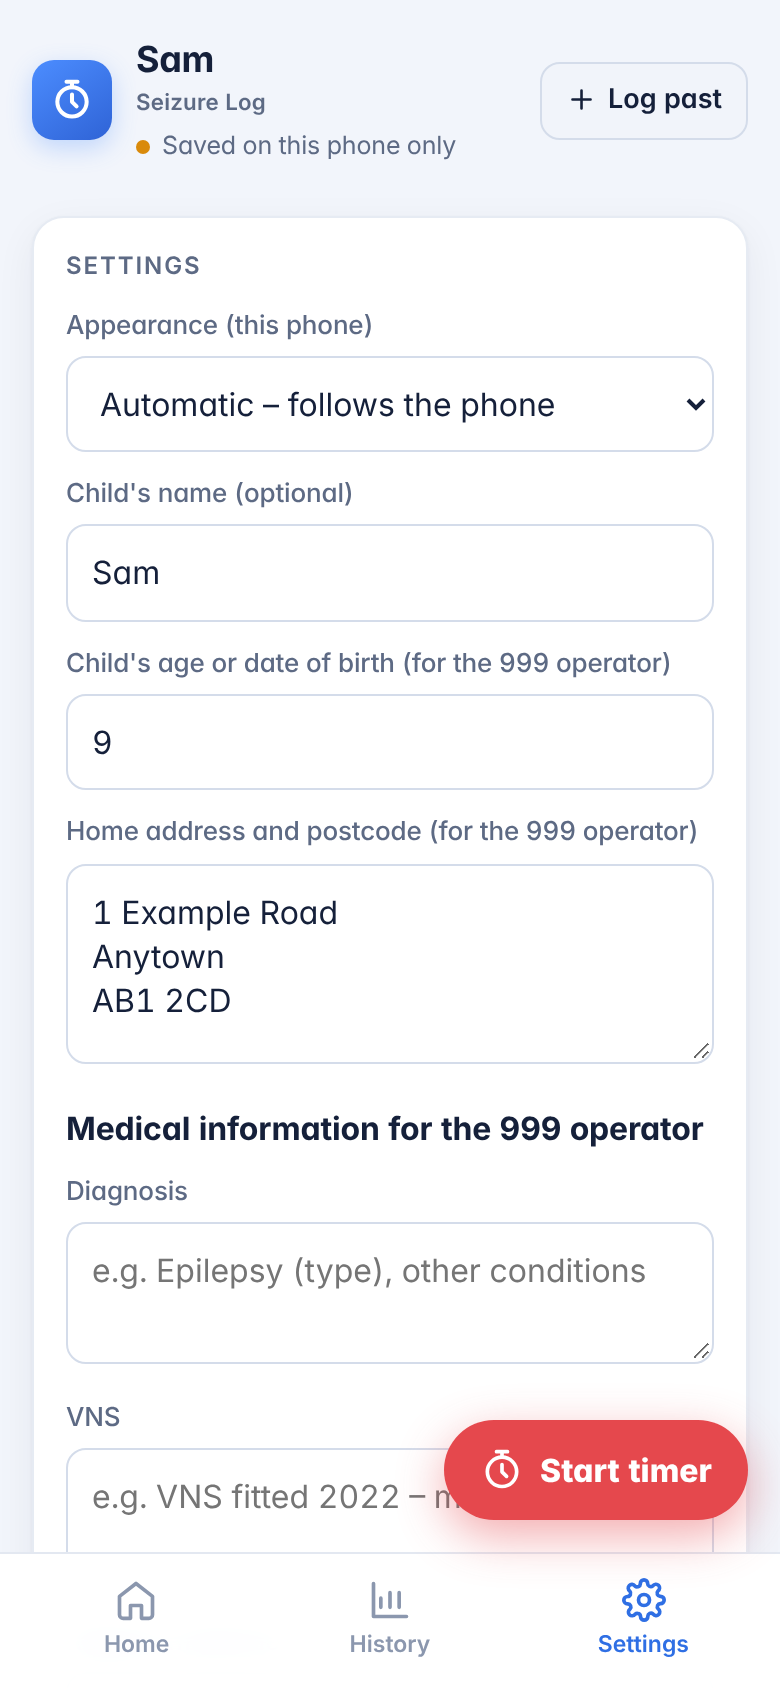 Sam
Seizure Log
Saved on this phone only
+ Log past
SETTINGS
Appearance (this phone)
Automatic – follows the phone
Child's name (optional)
Sam
Child's age or date of birth (for the 999 operator)
9
Home address and postcode (for the 999 operator)
1 Example Road
Anytown
AB1 2CD
Medical information for the 999 operator
Diagnosis
e.g. Epilepsy (type), other conditions
VNS
e.g. VNS fitted 2022 –
Start timer
Home
History
Settings